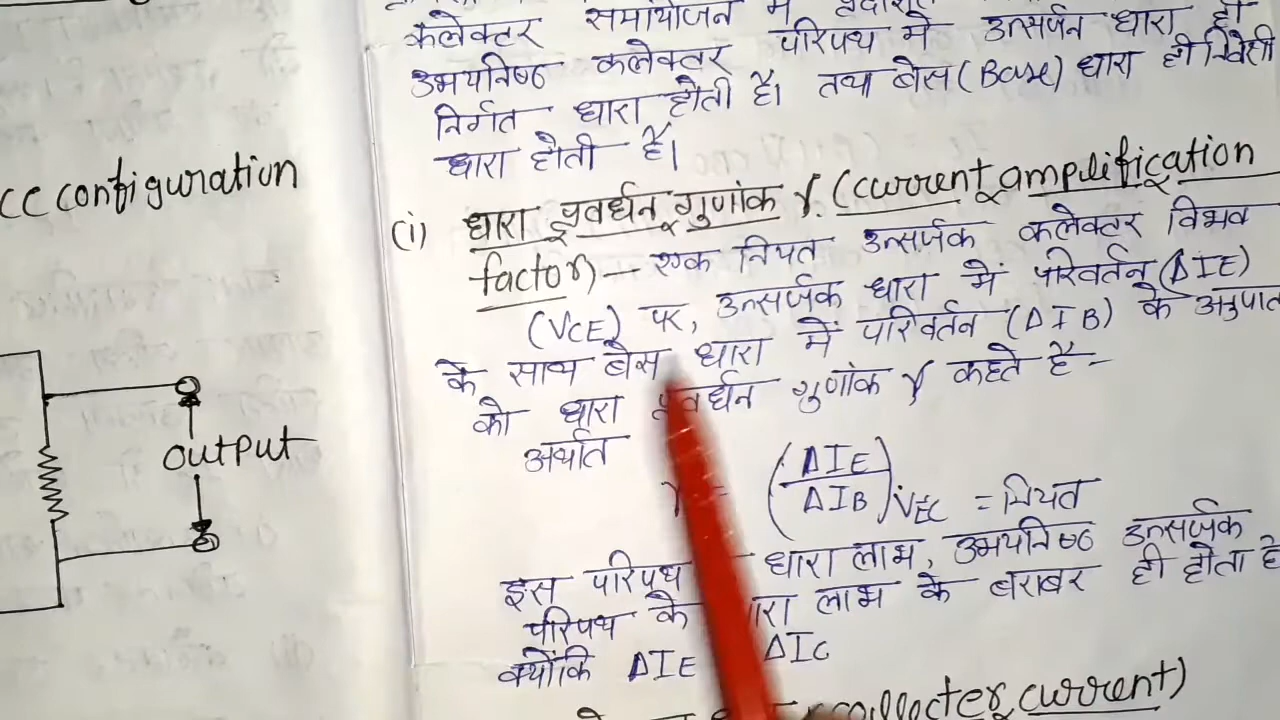 कलेक्टर समायोजन में
उभयनिष्ठ कलेक्टर परिपथ में उत्सर्जन धारा ही
निर्गत धारा होती है। तथा बेस (Base) धारा ही निवेशी
धारा होती है।
CC configuration
(i) धारा प्रवर्धन गुणांक γ. (current amplification
factor) — एक नियत उत्सर्जक कलेक्टर विभव
(VCE) पर, उत्सर्जक धारा में परिवर्तन (ΔIE)
के साथ बेस धारा में परिवर्तन (ΔIB) के अनुपात
को धारा प्रवर्धन गुणांक γ कहते है -
अर्थात
output
γ = (ΔIE/ΔIB) VEC = नियत
इस परिपथ धारा लाभ, उभयनिष्ठ उत्सर्जक
परिपथ के धारा लाभ के बराबर ही होता है
क्योंकि ΔIE ΔIC
collecter current)